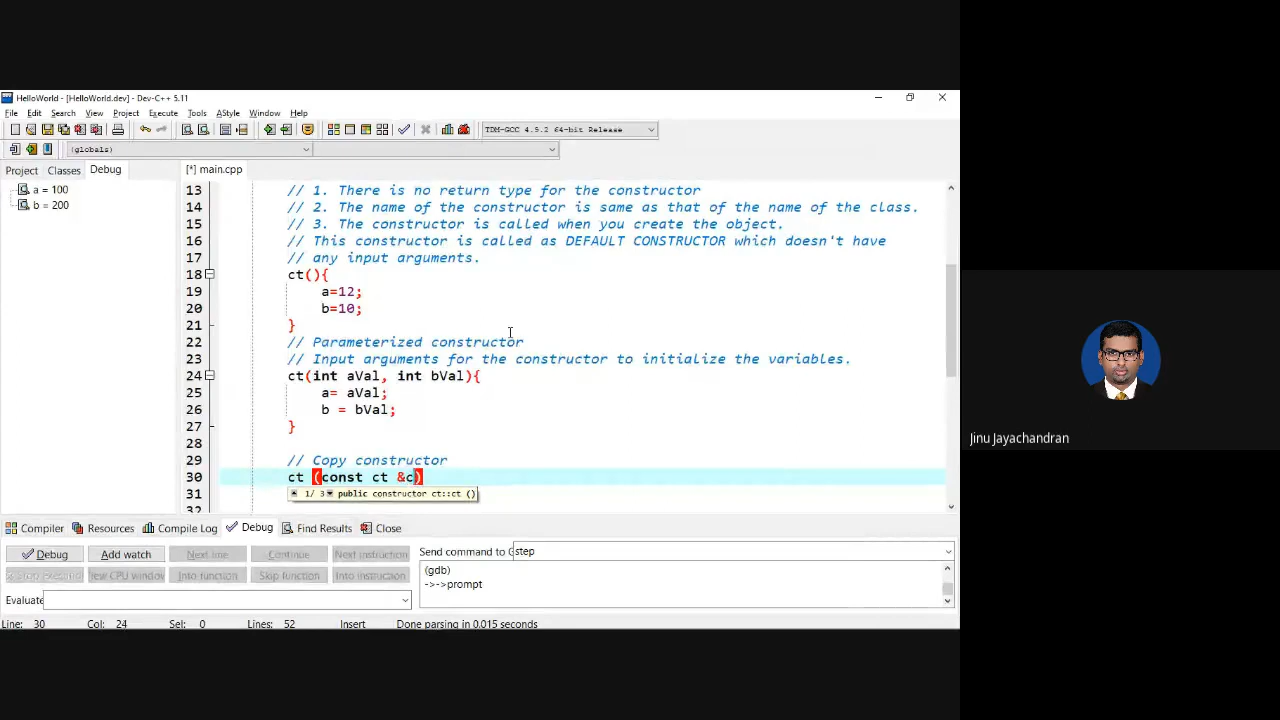 HelloWorld - [HelloWorld.dev] - Dev-C++ 5.11
File Edit Search View Project Execute Tools AStyle Window Help
TDM-GCC 4.9.2 64-bit Release
(globals)
Project Classes Debug
[*] main.cpp
a = 100
b = 200
13 // 1. There is no return type for the constructor
14 // 2. The name of the constructor is same as that of the name of the class.
15 // 3. The constructor is called when you create the object.
16 // This constructor is called as DEFAULT CONSTRUCTOR which doesn't have
17 // any input arguments.
18 ct(){
19 a=12;
20 b=10;
21 }
22 // Parameterized constructor
23 // Input arguments for the constructor to initialize the variables.
24 ct(int aVal, int bVal){
25 a= aVal;
26 b = bVal;
27 }
28
29 // Copy constructor
30 ct (const ct &c)
31 1/ 3 public constructor ct::ct ()
32
Jinu Jayachandran
Compiler Resources Compile Log Debug Find Results Close
Debug Add watch Next line Continue Next instruction
Send command to G step
Into function Skip function Into instruction
(gdb)
->->prompt
Evaluate
Line: 30 Col: 24 Sel: 0 Lines: 52 Insert Done parsing in 0.015 seconds